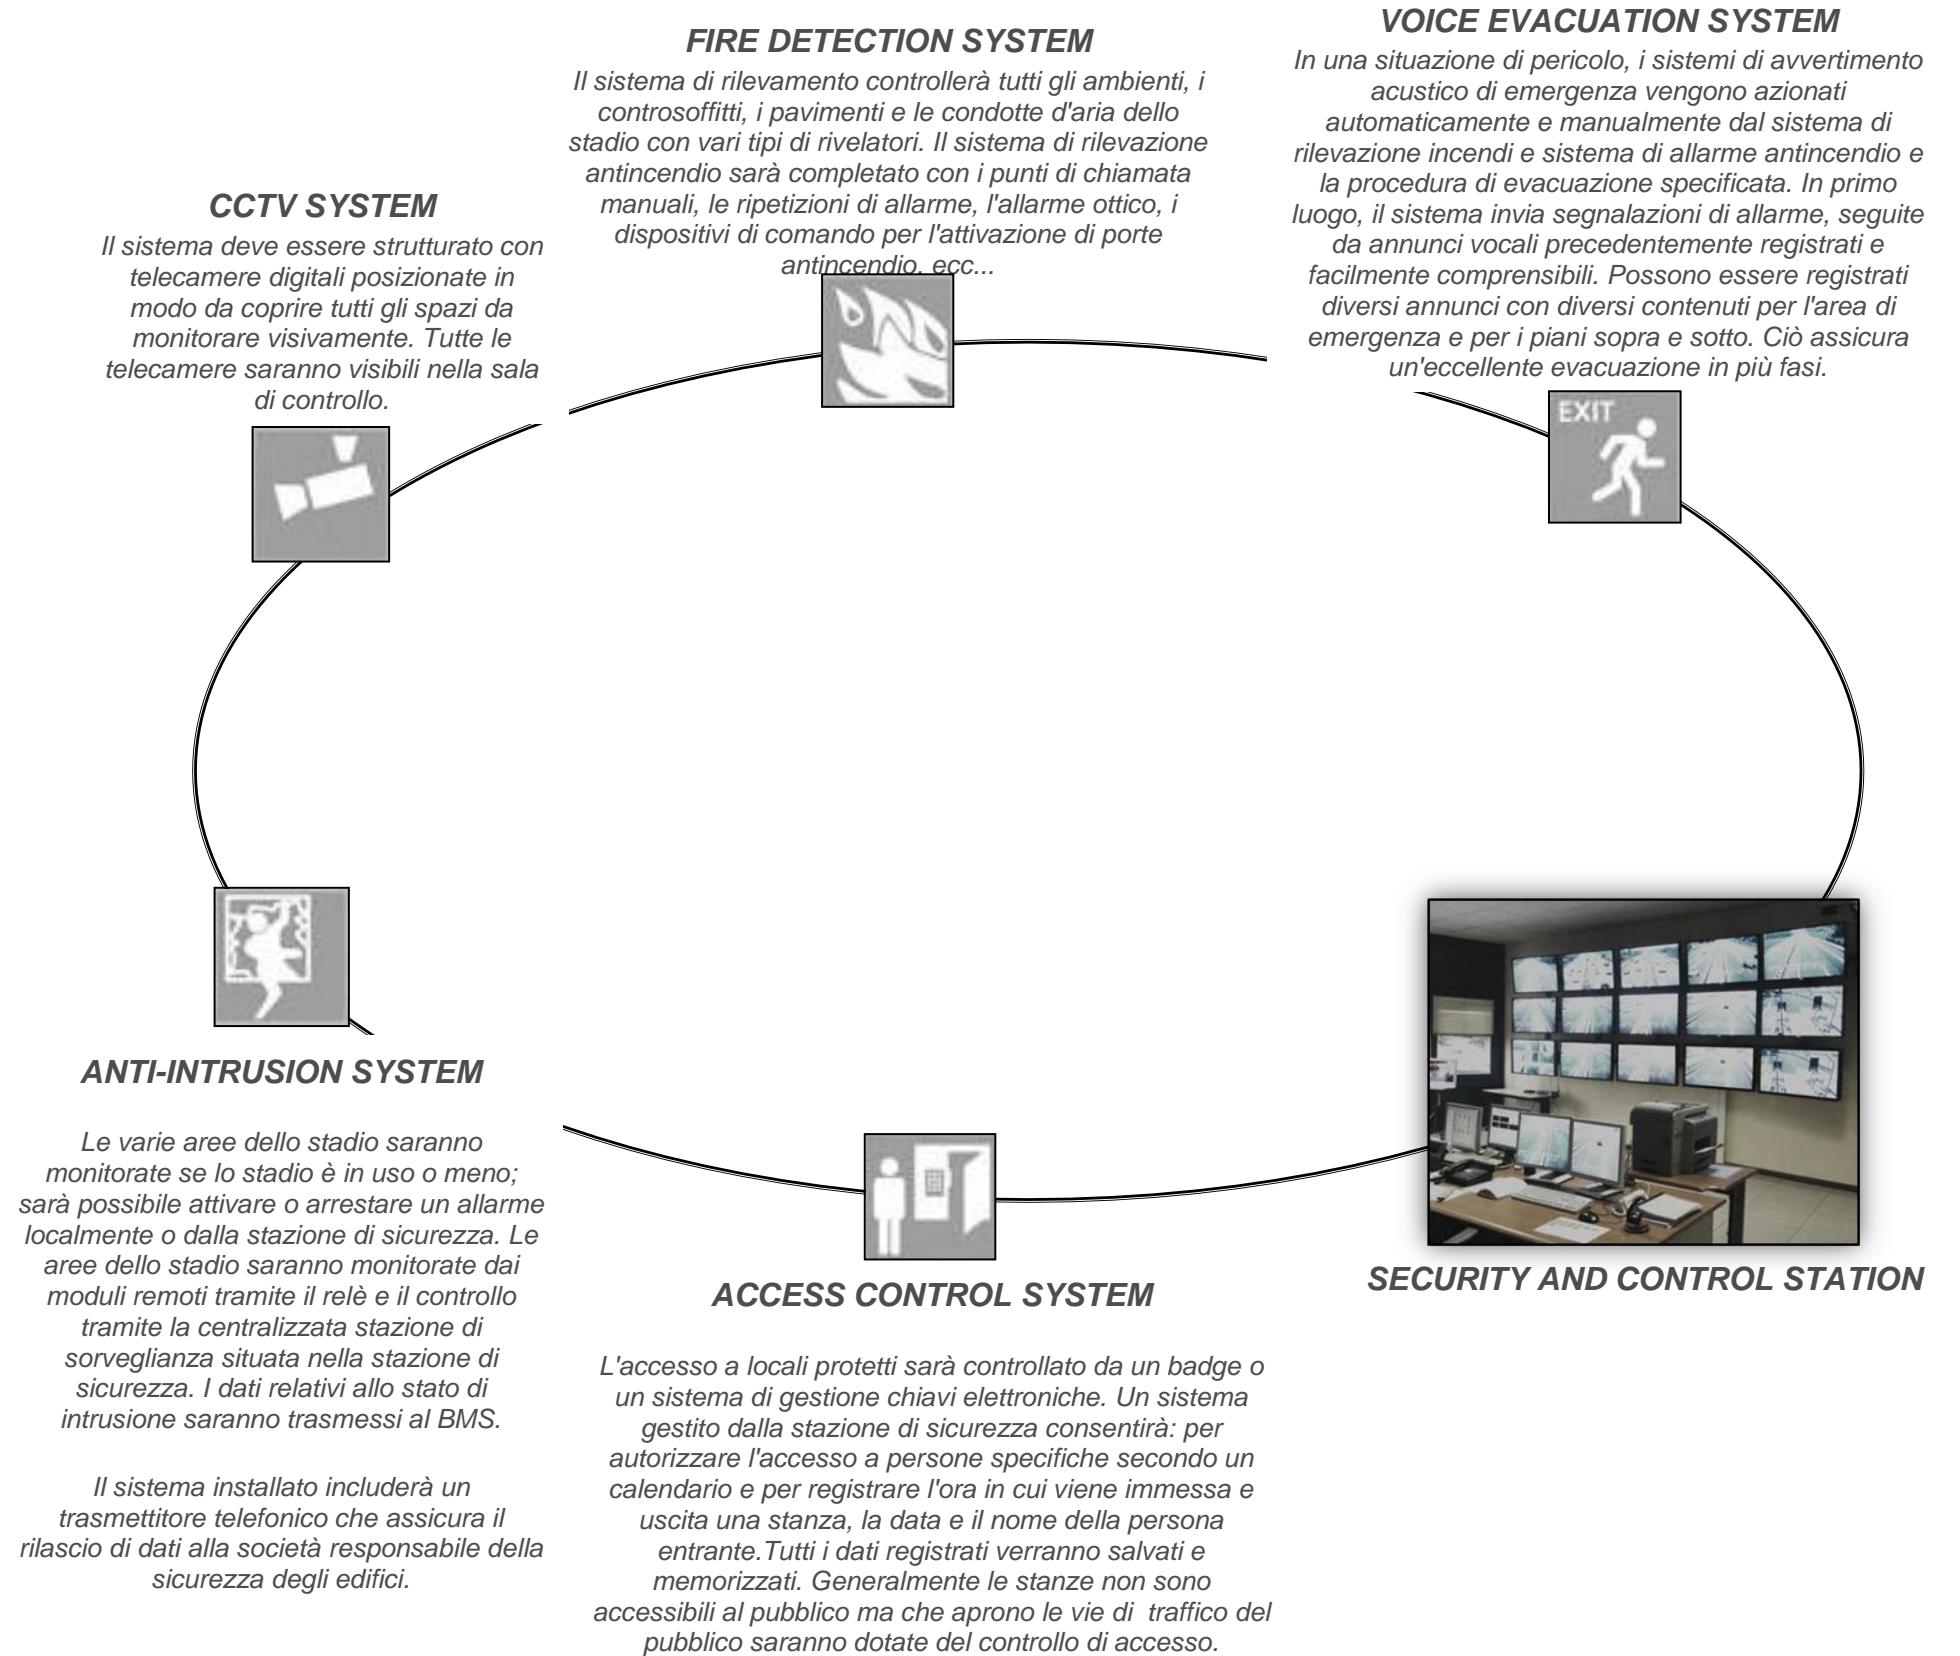 FIRE DETECTION SYSTEM
Il sistema di rilevamento controllerà tutti gli ambienti, i
controsoffitti, i pavimenti e le condotte d'aria dello
stadio con vari tipi di rivelatori. Il sistema di rilevazione
antincendio sarà completato con i punti di chiamata
manuali, le ripetizioni di allarme, l'allarme ottico, i
dispositivi di comando per l'attivazione di porte
antincendio, ecc...
VOICE EVACUATION SYSTEM
In una situazione di pericolo, i sistemi di avvertimento
acustico di emergenza vengono azionati
automaticamente e manualmente dal sistema di
rilevazione incendi e sistema di allarme antincendio e
la procedura di evacuazione specificata. In primo
luogo, il sistema invia segnalazioni di allarme, seguite
da annunci vocali precedentemente registrati e
facilmente comprensibili. Possono essere registrati
diversi annunci con diversi contenuti per l'area di
emergenza e per i piani sopra e sotto. Ciò assicura
un'eccellente evacuazione in più fasi.
EXIT
CCTV SYSTEM
Il sistema deve essere strutturato con
telecamere digitali posizionate in
modo da coprire tutti gli spazi da
monitorare visivamente. Tutte le
telecamere saranno visibili nella sala
di controllo.
ANTI-INTRUSION SYSTEM
Le varie aree dello stadio saranno
monitorate se lo stadio è in uso o meno;
sarà possibile attivare o arrestare un allarme
localmente o dalla stazione di sicurezza. Le
aree dello stadio saranno monitorate dai
moduli remoti tramite il relè e il controllo
tramite la centralizzata stazione di
sorveglianza situata nella stazione di
sicurezza. I dati relativi allo stato di
intrusione saranno trasmessi al BMS.
Il sistema installato includerà un
trasmettitore telefonico che assicura il
rilascio di dati alla società responsabile della
sicurezza degli edifici.
ACCESS CONTROL SYSTEM
L'accesso a locali protetti sarà controllato da un badge o
un sistema di gestione chiavi elettroniche. Un sistema
gestito dalla stazione di sicurezza consentirà: per
autorizzare l'accesso a persone specifiche secondo un
calendario e per registrare l'ora in cui viene immessa e
uscita una stanza, la data e il nome della persona
entrante.Tutti i dati registrati verranno salvati e
memorizzati. Generalmente le stanze non sono
accessibili al pubblico ma che aprono le vie di  traffico del
pubblico saranno dotate del controllo di accesso.
SECURITY AND CONTROL STATION